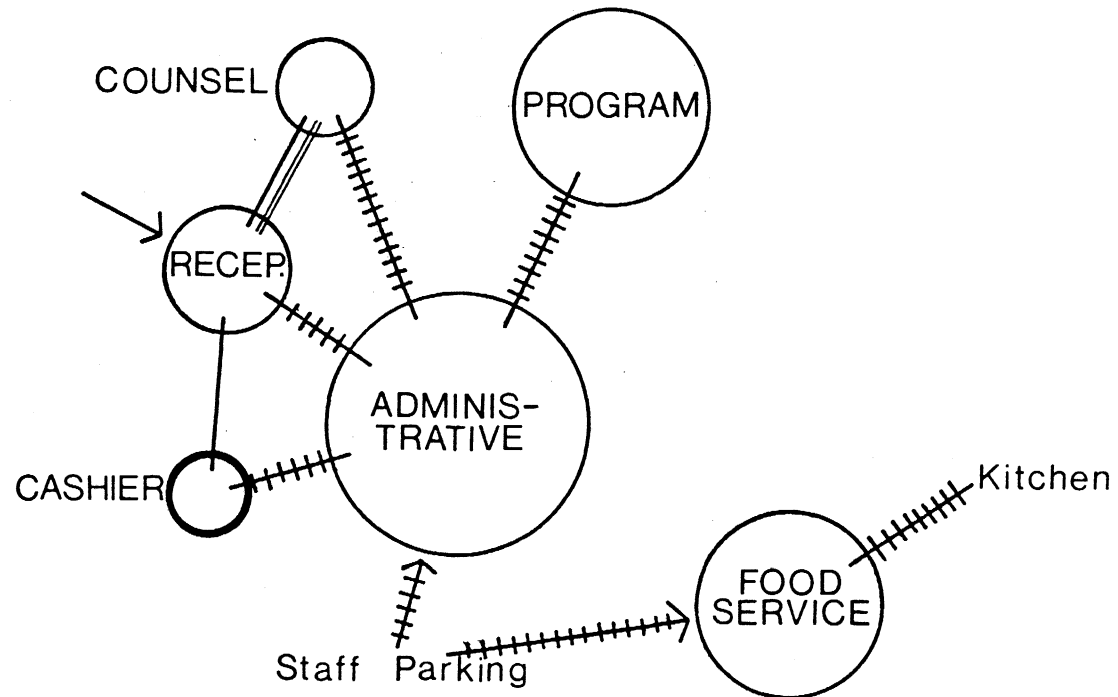 COUNSEL
PROGRAM
RECEP.
ADMINIS-
TRATIVE
CASHIER
Kitchen
FOOD
SERVICE
Staff Parking